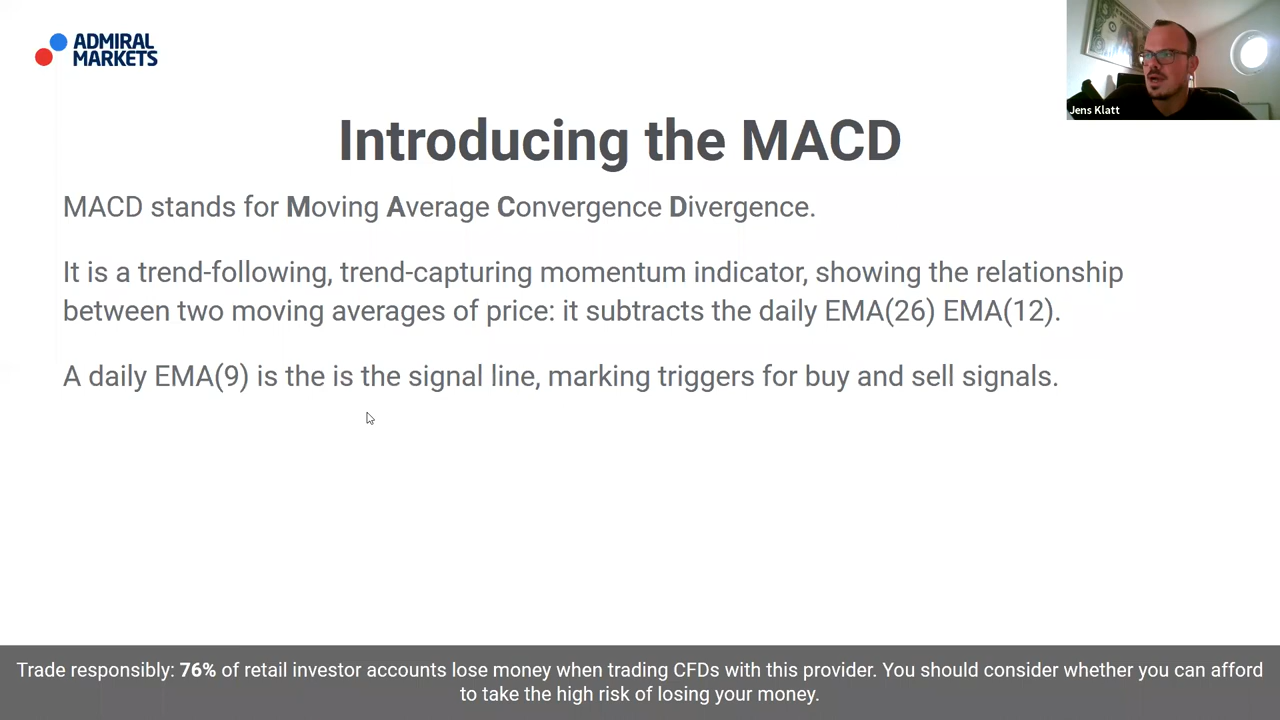 ADMIRAL
MARKETS
Jens Klatt
Introducing the MACD
MACD stands for Moving Average Convergence Divergence.
It is a trend-following, trend-capturing momentum indicator, showing the relationship
between two moving averages of price: it subtracts the daily EMA(26) EMA(12).
A daily EMA(9) is the is the signal line, marking triggers for buy and sell signals.
Trade responsibly: 76% of retail investor accounts lose money when trading CFDs with this provider. You should consider whether you can afford
to take the high risk of losing your money.